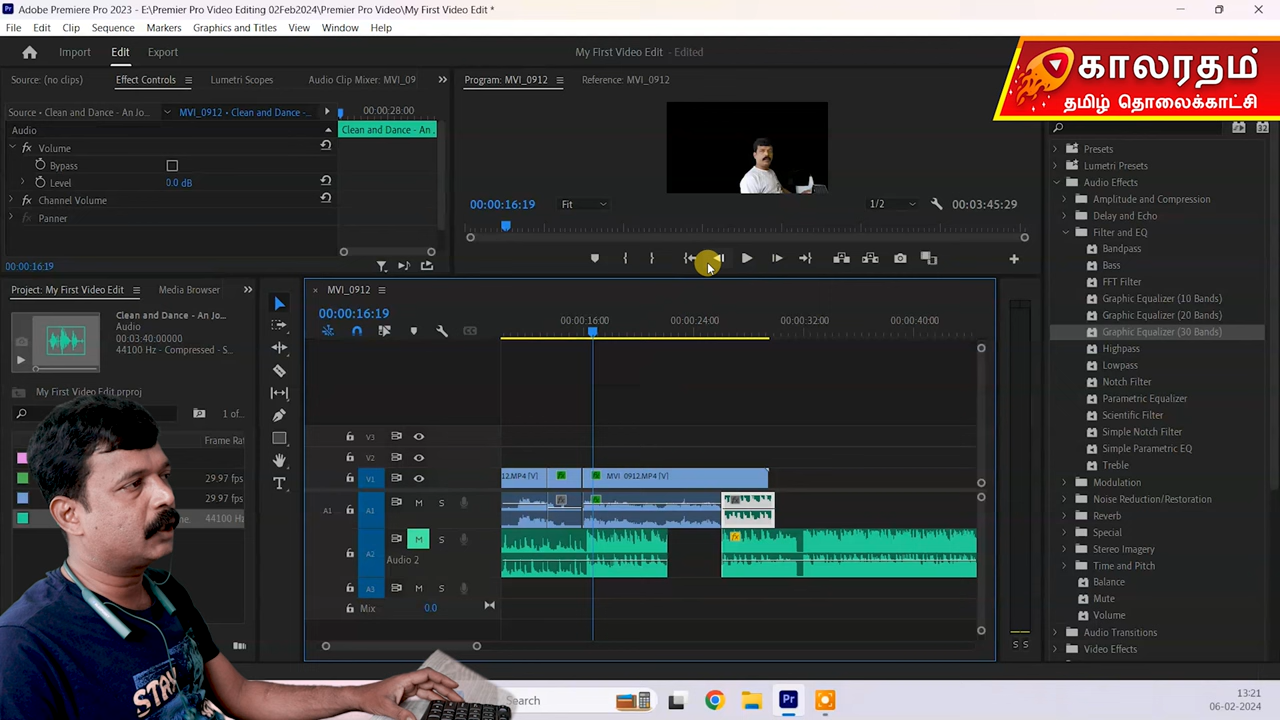 Adobe Premiere Pro 2023 - E:\Premier Pro Video Editing 02Feb2024\Premier Pro Video\My First Video Edit *
File Edit Clip Sequence Markers Graphics and Titles View Window Help
Import Edit Export
My First Video Edit - Edited
காலரதம்
தமிழ் தொலைக்காட்சி
Source: (no clips) Effect Controls Lumetri Scopes Audio Clip Mixer: MVI_09
Program: MVI_0912 Reference: MVI_0912
Source • Clean and Dance - An Jo... MVI_0912 • Clean and Dance -... 00:00:28:00
Audio Clean and Dance - An .
fx Volume
Bypass
Level 0.0 dB
fx Channel Volume
fx Panner
00:00:16:19
00:00:16:19 Fit 1/2 00:03:45:29
Presets
Lumetri Presets
Audio Effects
Amplitude and Compression
Delay and Echo
Filter and EQ
Bandpass
Bass
FFT Filter
Graphic Equalizer (10 Bands)
Graphic Equalizer (20 Bands)
Graphic Equalizer (30 Bands)
Highpass
Lowpass
Notch Filter
Parametric Equalizer
Scientific Filter
Simple Notch Filter
Simple Parametric EQ
Treble
Modulation
Noise Reduction/Restoration
Reverb
Special
Stereo Imagery
Time and Pitch
Balance
Mute
Volume
Audio Transitions
Video Effects
Project: My First Video Edit Media Browser
Clean and Dance - An Jo...
Audio
00:03:40:00000
44100 Hz - Compressed - S...
My First Video Edit.prproj
1 of...
Frame Rat
29.97 fps
29.97 fps
44100 Hz
MVI_0912
00:00:16:19
00:00:16:00 00:00:24:00 00:00:32:00 00:00:40:00
V3
V2
V1
12.MP4 [V] MVI_0912.MP4 [V]
A1 A1 M S
A2 M S
Audio 2
A3 M S
Mix 0.0
S S
Search
13:21
06-02-2024